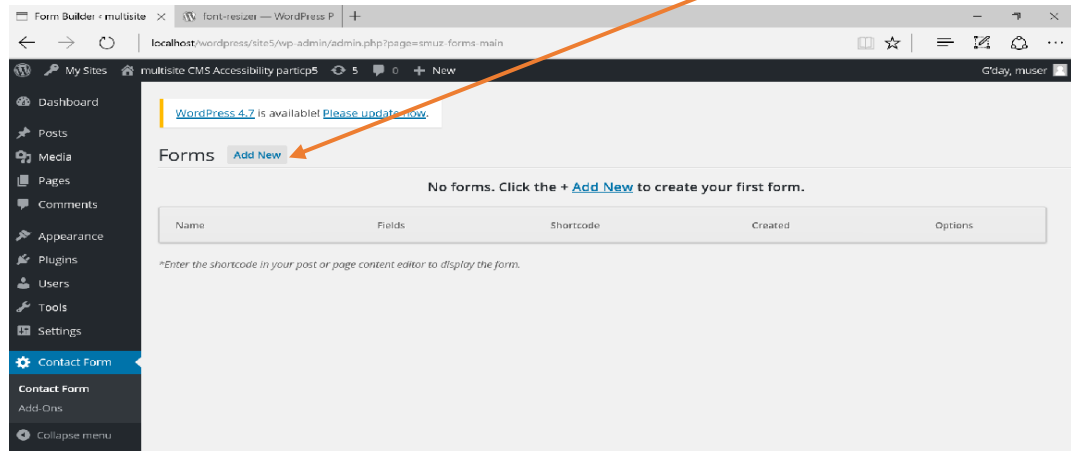 Form Builder ‹ multisite
font-resizer — WordPress P
localhost/wordpress/site5/wp-admin/admin.php?page=smuz-forms-main
My Sites multisite CMS Accessibility particp5 5 0 + New G'day, muser
Dashboard
Posts
Media
Pages
Comments
Appearance
Plugins
Users
Tools
Settings
Contact Form
Contact Form
Add-Ons
Collapse menu
WordPress 4.7 is available! Please update now.
Forms Add New
No forms. Click the + Add New to create your first form.
Name Fields Shortcode Created Options
*Enter the shortcode in your post or page content editor to display the form.